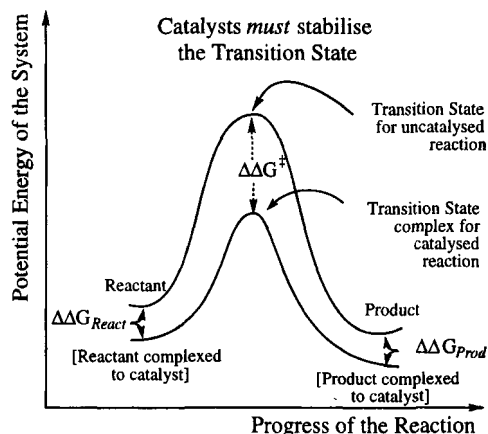 Catalysts must stabilise
the Transition State
Potential Energy of the System
Transition State
for uncatalysed
reaction
ΔΔG‡
Transition State
complex for
catalysed
reaction
Reactant
Product
ΔΔGReact
ΔΔGProd
[Reactant complexed
to catalyst]
[Product complexed
to catalyst]
Progress of the Reaction